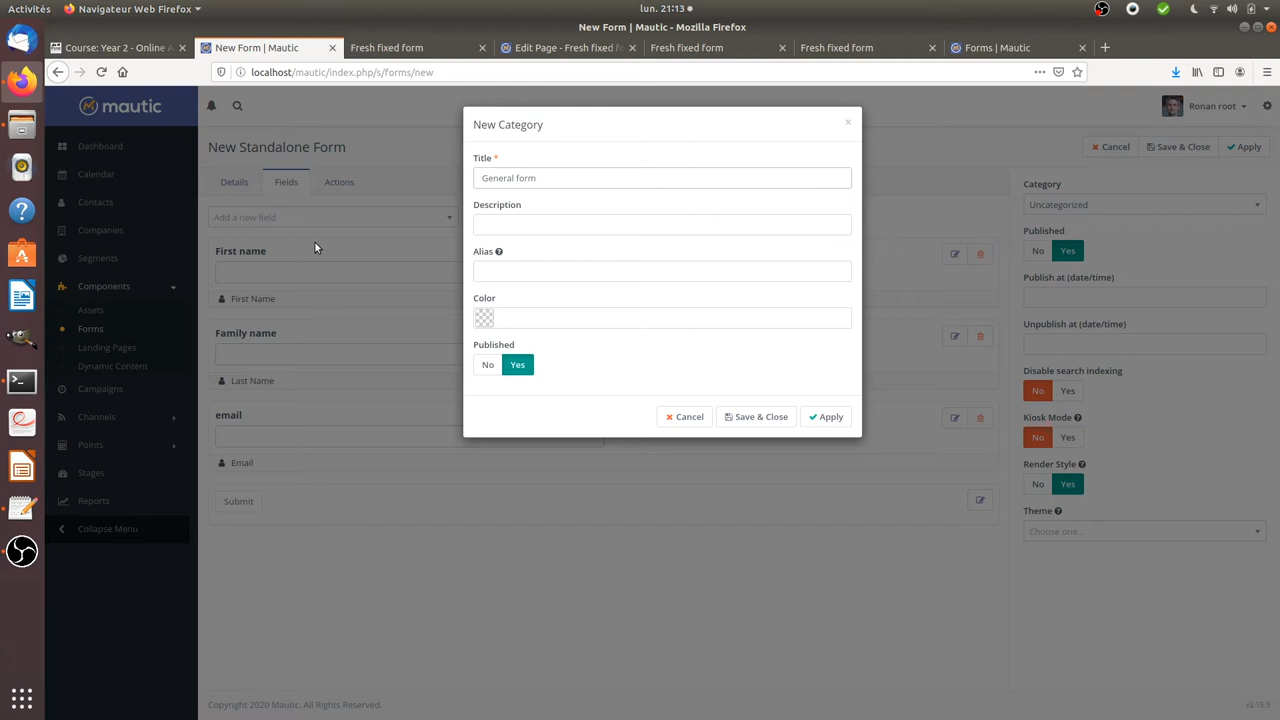 Activités
Navigateur Web Firefox
lun. 21:13
New Form | Mautic - Mozilla Firefox
Course: Year 2 - Online A
New Form | Mautic
Fresh fixed form
Edit Page - Fresh fixed fo
Fresh fixed form
Fresh fixed form
Forms | Mautic
localhost/mautic/index.php/s/forms/new
mautic
Ronan root
Dashboard
Calendar
Contacts
Companies
Segments
Components
Assets
Forms
Landing Pages
Dynamic Content
Campaigns
Channels
Points
Stages
Reports
Collapse Menu
New Standalone Form
Cancel
Save & Close
Apply
Details
Fields
Actions
Add a new field
First name
First Name
Family name
Last Name
email
Email
Submit
New Category
×
Title *
General form
Description
Alias
Color
Published
No
Yes
Cancel
Save & Close
Apply
Category
Uncategorized
Published
No
Yes
Publish at (date/time)
Unpublish at (date/time)
Disable search indexing
No
Yes
Kiosk Mode
No
Yes
Render Style
No
Yes
Theme
Choose one...
Copyright 2020 Mautic. All Rights Reserved.